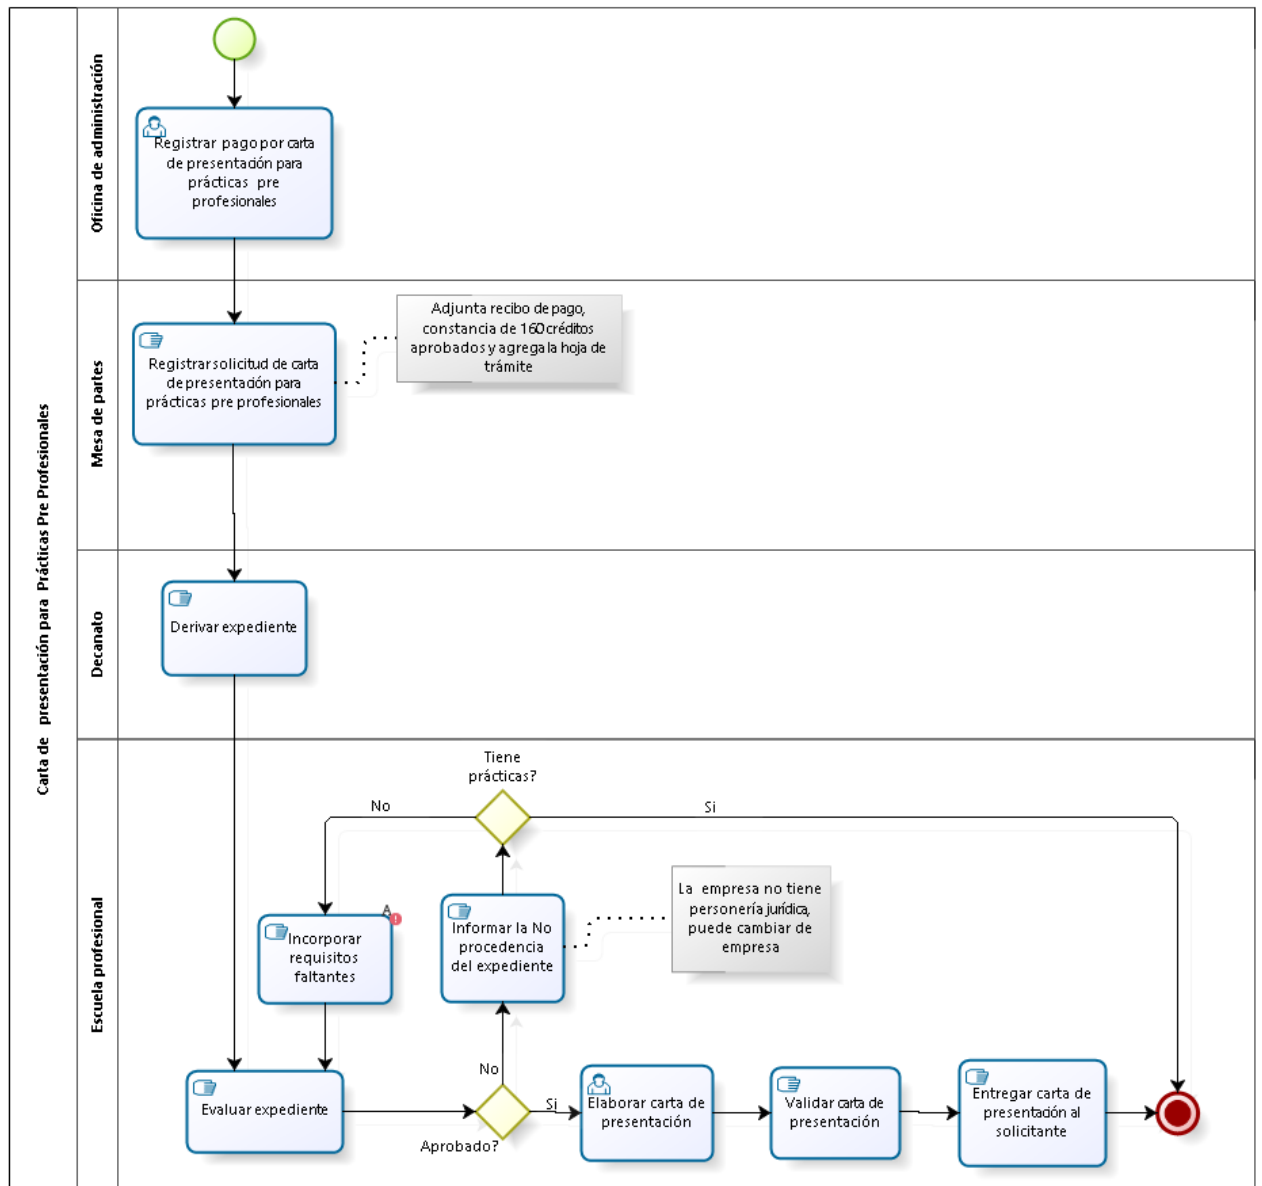 Carta de presentación para Prácticas Pre Profesionales
Oficina de administración
Registrar pago por carta
de presentación para
prácticas pre
profesionales
Mesa de partes
Registrar solicitud de carta
de presentación para
prácticas pre profesionales
Adjunta recibo de pago,
constancia de 160 créditos
aprobados y agrega la hoja de
trámite
Decanato
Derivar expediente
Escuela profesional
Tiene
prácticas?
No
Si
A
Incorporar
requisitos
faltantes
Informar la No
procedencia
del expediente
La empresa no tiene
personería jurídica,
puede cambiar de
empresa
No
Evaluar expediente
Aprobado?
Si
Elaborar carta de
presentación
Validar carta de
presentación
Entregar carta de
presentación al
solicitante